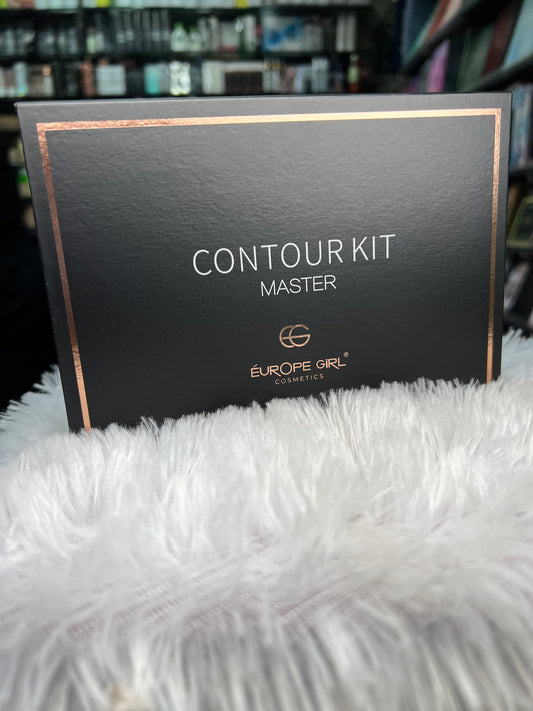 CONTOUR KIT
MASTER
EG
ÉUROPE GIRL®
COSMETICS